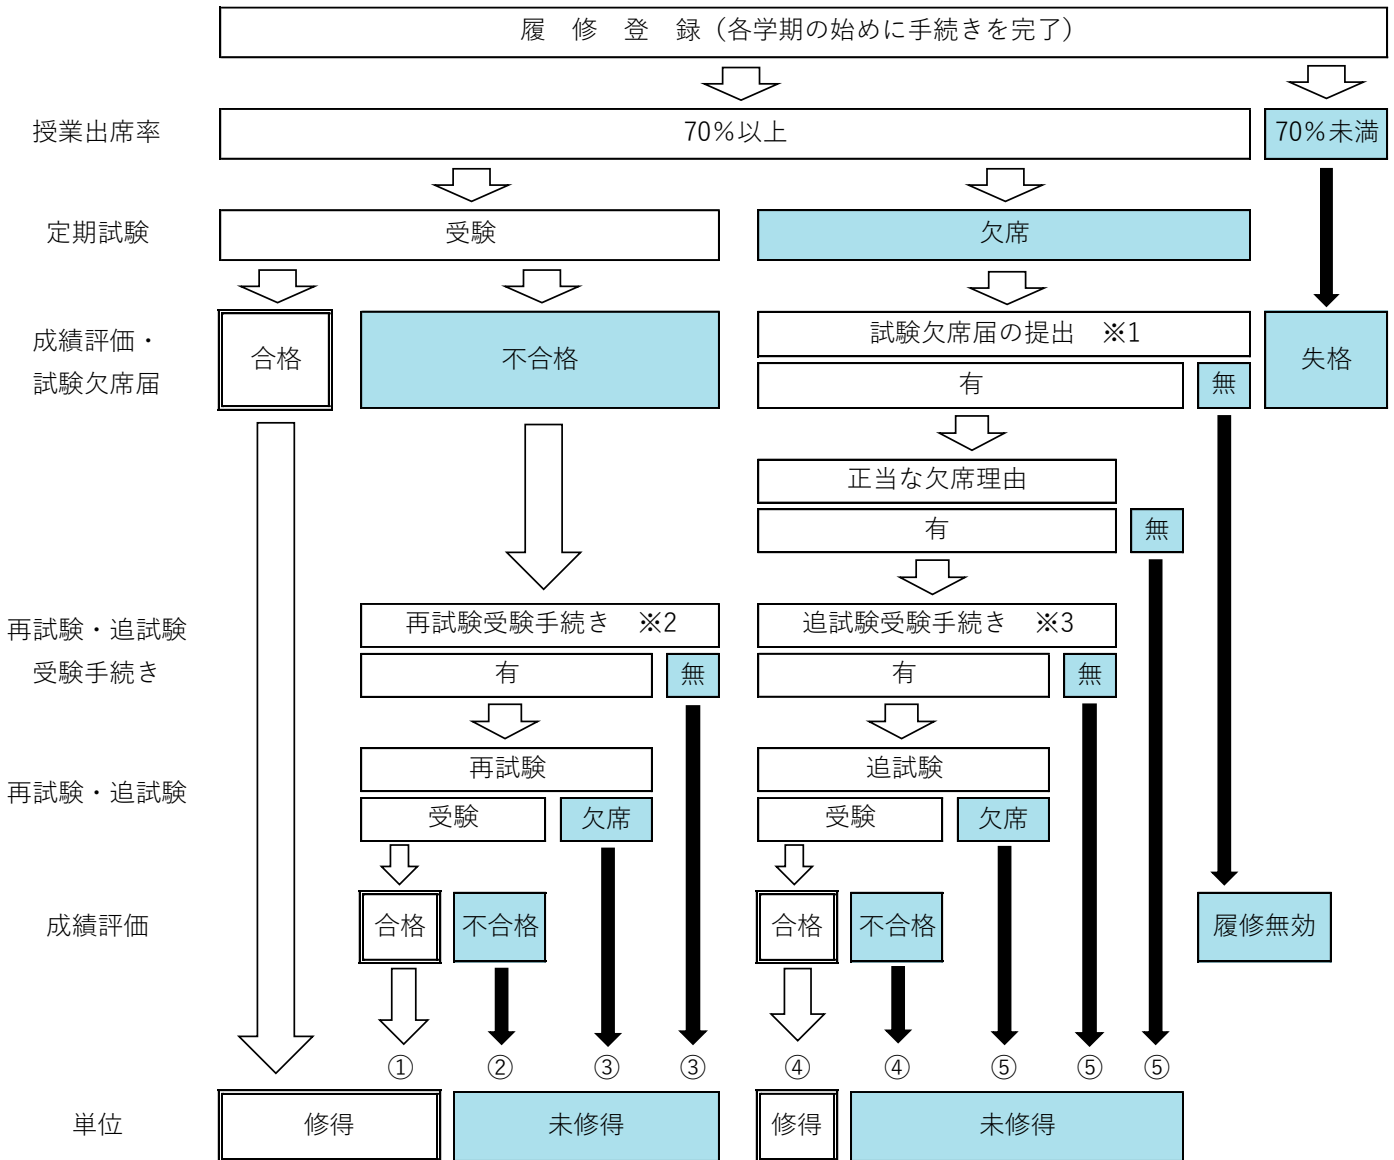 履　修　登　録（各学期の始めに手続きを完了）
授業出席率
70％以上
70％未満
定期試験
受験
欠席
成績評価・
試験欠席届
合格
不合格
試験欠席届の提出　※1
有
無
失格
正当な欠席理由
有
無
再試験・追試験
受験手続き
再試験受験手続き　※2
有
無
追試験受験手続き　※3
有
無
再試験・追試験
再試験
受験
欠席
追試験
受験
欠席
成績評価
合格
不合格
合格
不合格
履修無効
①
②
③
③
④
④
⑤
⑤
⑤
単位
修得
未修得
修得
未修得